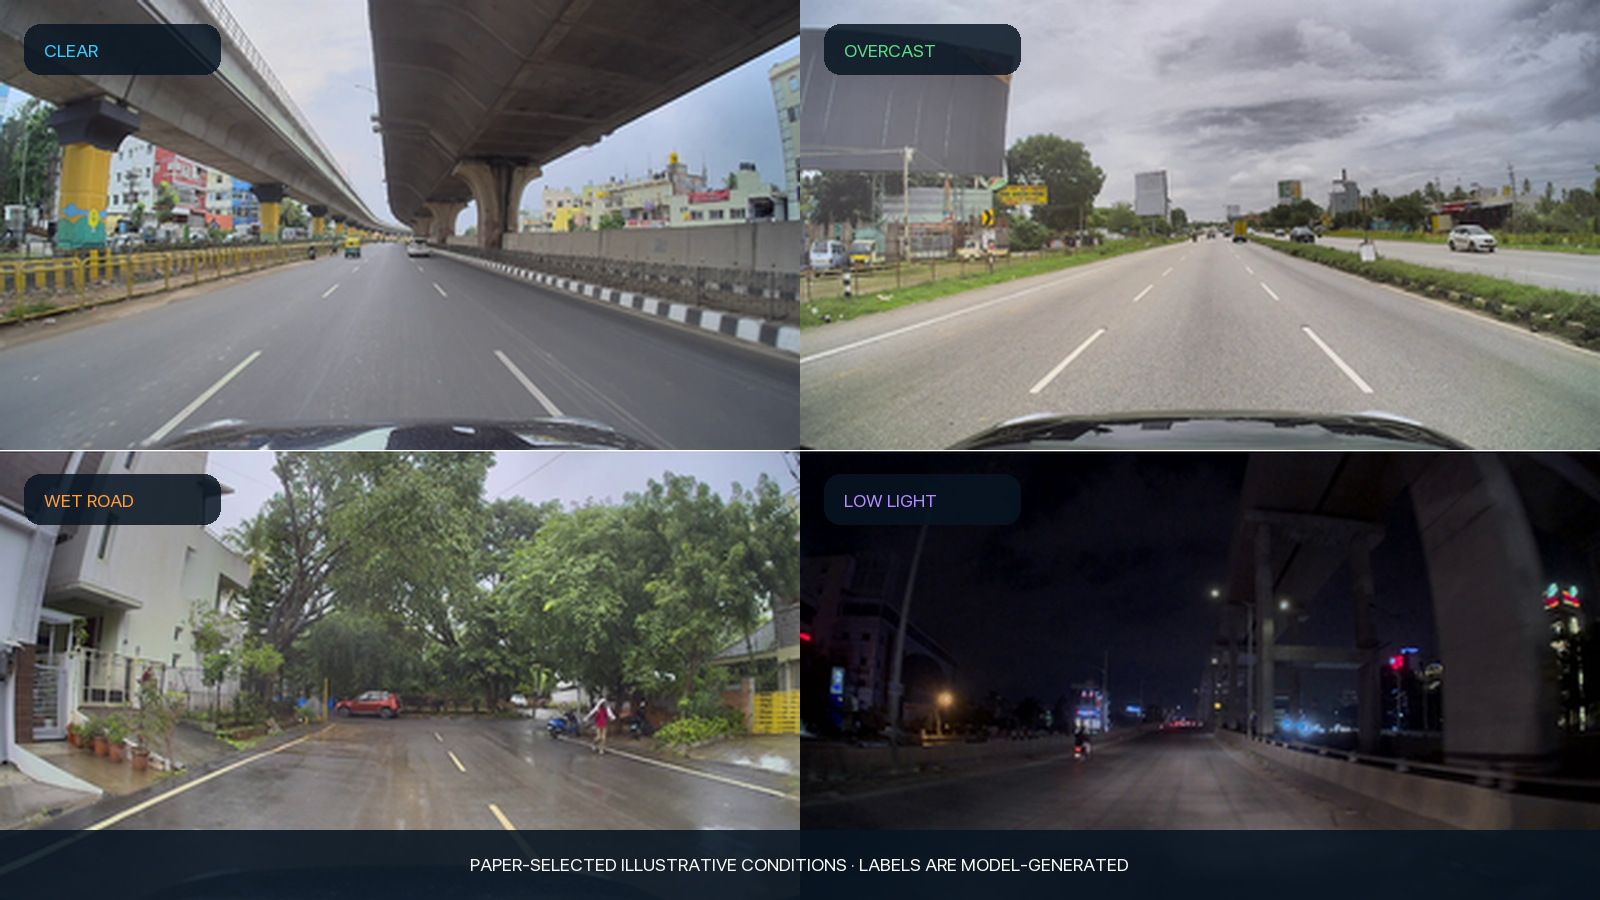 CLEAR
OVERCAST
WET ROAD
LOW LIGHT
PAPER-SELECTED ILLUSTRATIVE CONDITIONS · LABELS ARE MODEL-GENERATED